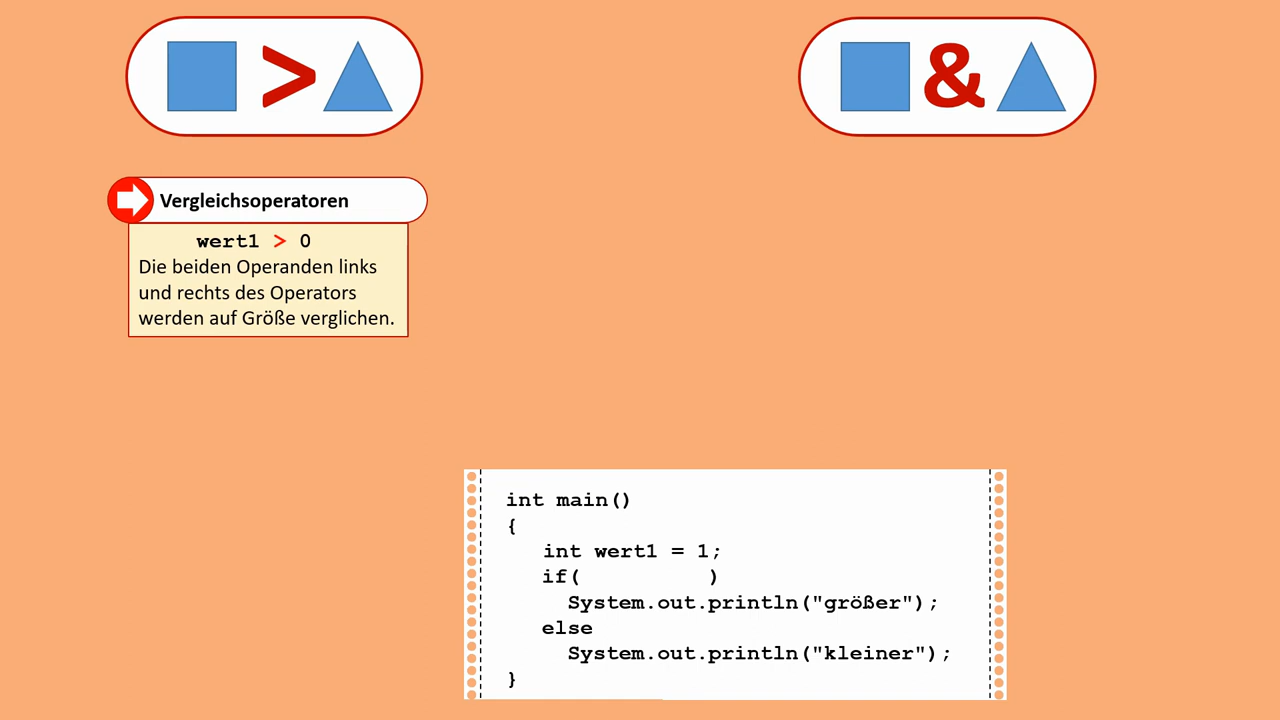 >
&
Vergleichsoperatoren
wert1 > 0
Die beiden Operanden links
und rechts des Operators
werden auf Größe verglichen.
int main()
{
int wert1 = 1;
if( )
System.out.println("größer");
else
System.out.println("kleiner");
}